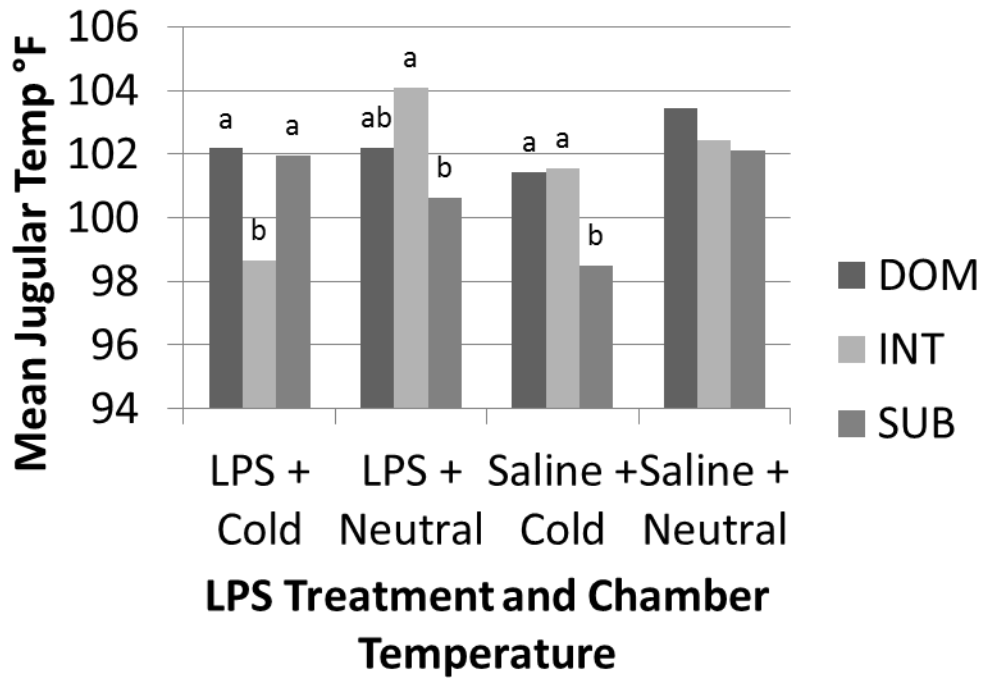 Mean Jugular Temp °F
106
104
102
100
98
96
94
a
b
a
ab
a
b
a
a
b
LPS +
Cold
LPS +
Neutral
Saline +
Cold
Saline +
Neutral
LPS Treatment and Chamber
Temperature
DOM
INT
SUB